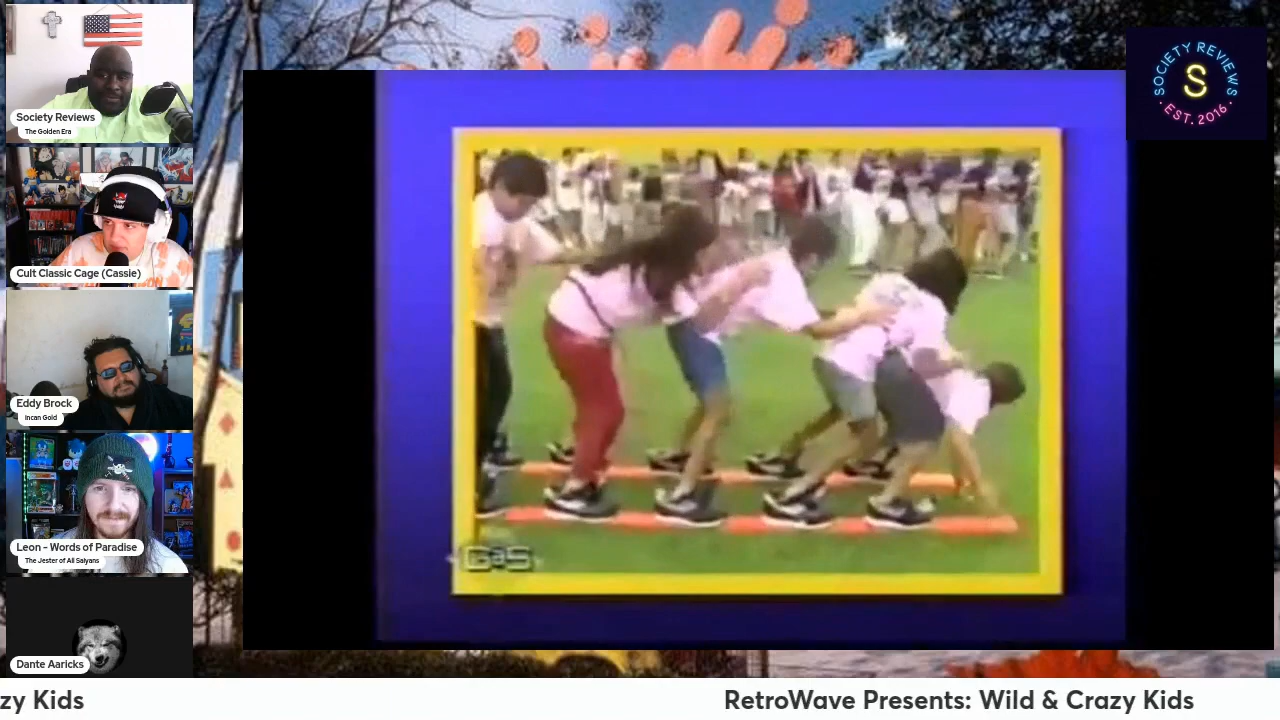 Society Reviews
The Golden Era
Cult Classic Cage (Cassie)
Eddy Brock
Incan Gold
Leon - Words of Paradise
The Jester of All Saiyans
Dante Aaricks
SOCIETY REVIEWS
S
· EST. 2016 ·
GaS
zy Kids
RetroWave Presents: Wild & Crazy Kids